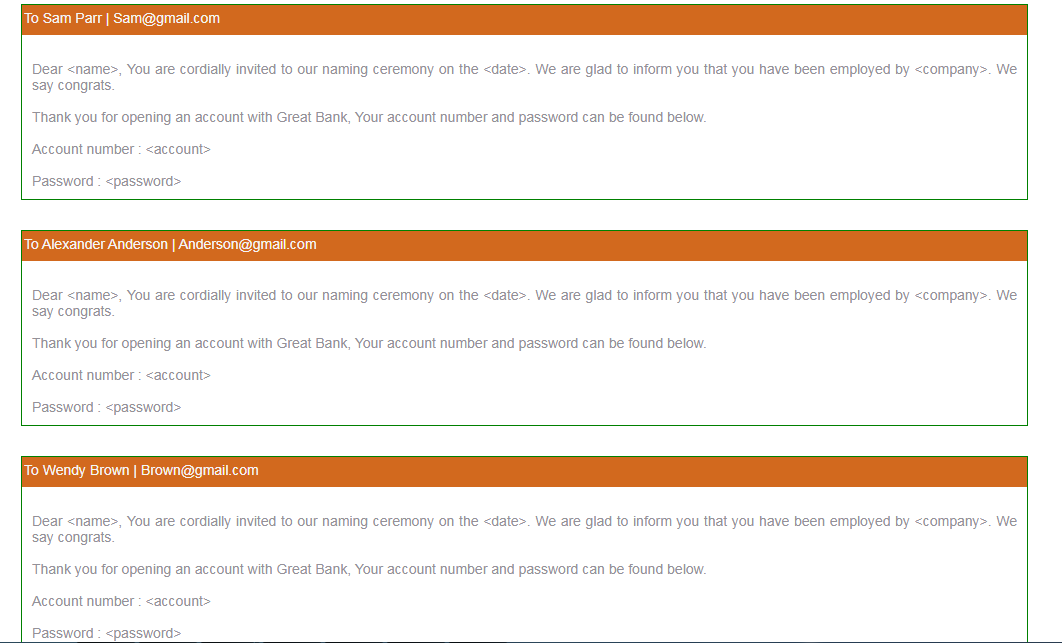 To Sam Parr | Sam@gmail.com
Dear <name>, You are cordially invited to our naming ceremony on the <date>. We are glad to inform you that you have been employed by <company>. We
say congrats.
Thank you for opening an account with Great Bank, Your account number and password can be found below.
Account number : <account>
Password : <password>
To Alexander Anderson | Anderson@gmail.com
Dear <name>, You are cordially invited to our naming ceremony on the <date>. We are glad to inform you that you have been employed by <company>. We
say congrats.
Thank you for opening an account with Great Bank, Your account number and password can be found below.
Account number : <account>
Password : <password>
To Wendy Brown | Brown@gmail.com
Dear <name>, You are cordially invited to our naming ceremony on the <date>. We are glad to inform you that you have been employed by <company>. We
say congrats.
Thank you for opening an account with Great Bank, Your account number and password can be found below.
Account number : <account>
Password : <password>